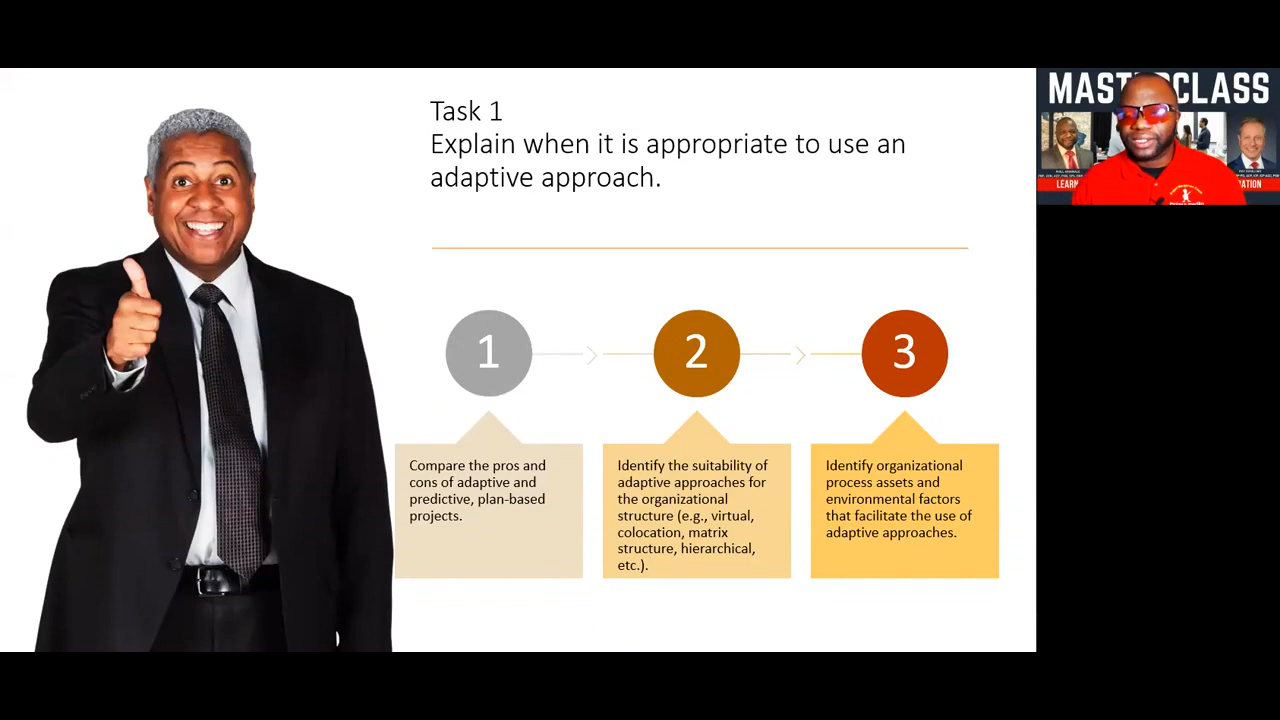 Task 1
Explain when it is appropriate to use an
adaptive approach.
1
2
3
Compare the pros and
cons of adaptive and
predictive, plan-based
projects.
Identify the suitability of
adaptive approaches for
the organizational
structure (e.g., virtual,
colocation, matrix
structure, hierarchical,
etc.).
Identify organizational
process assets and
environmental factors
that facilitate the use of
adaptive approaches.